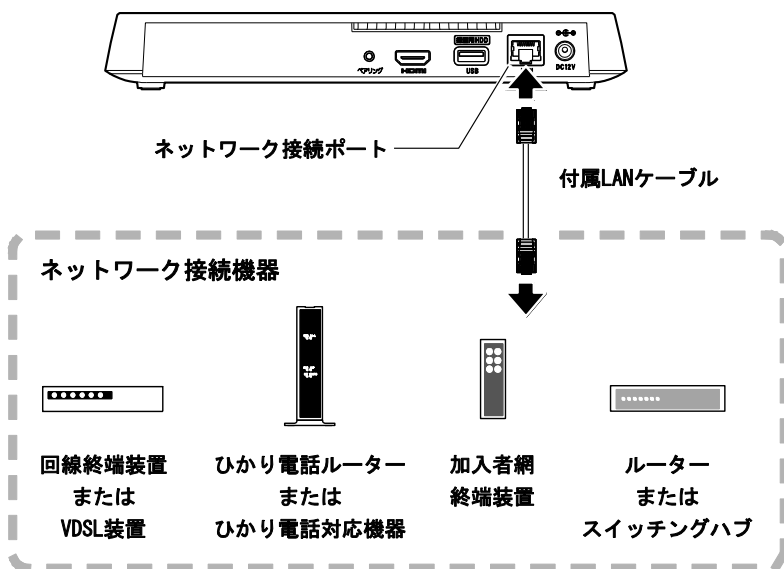 録画用HDD
ペアリング
HDMI
USB
LAN
DC12V
ネットワーク接続ポート
付属LANケーブル
ネットワーク接続機器
回線終端装置
または
VDSL装置
ひかり電話ルーター
または
ひかり電話対応機器
加入者網
終端装置
ルーター
または
スイッチングハブ